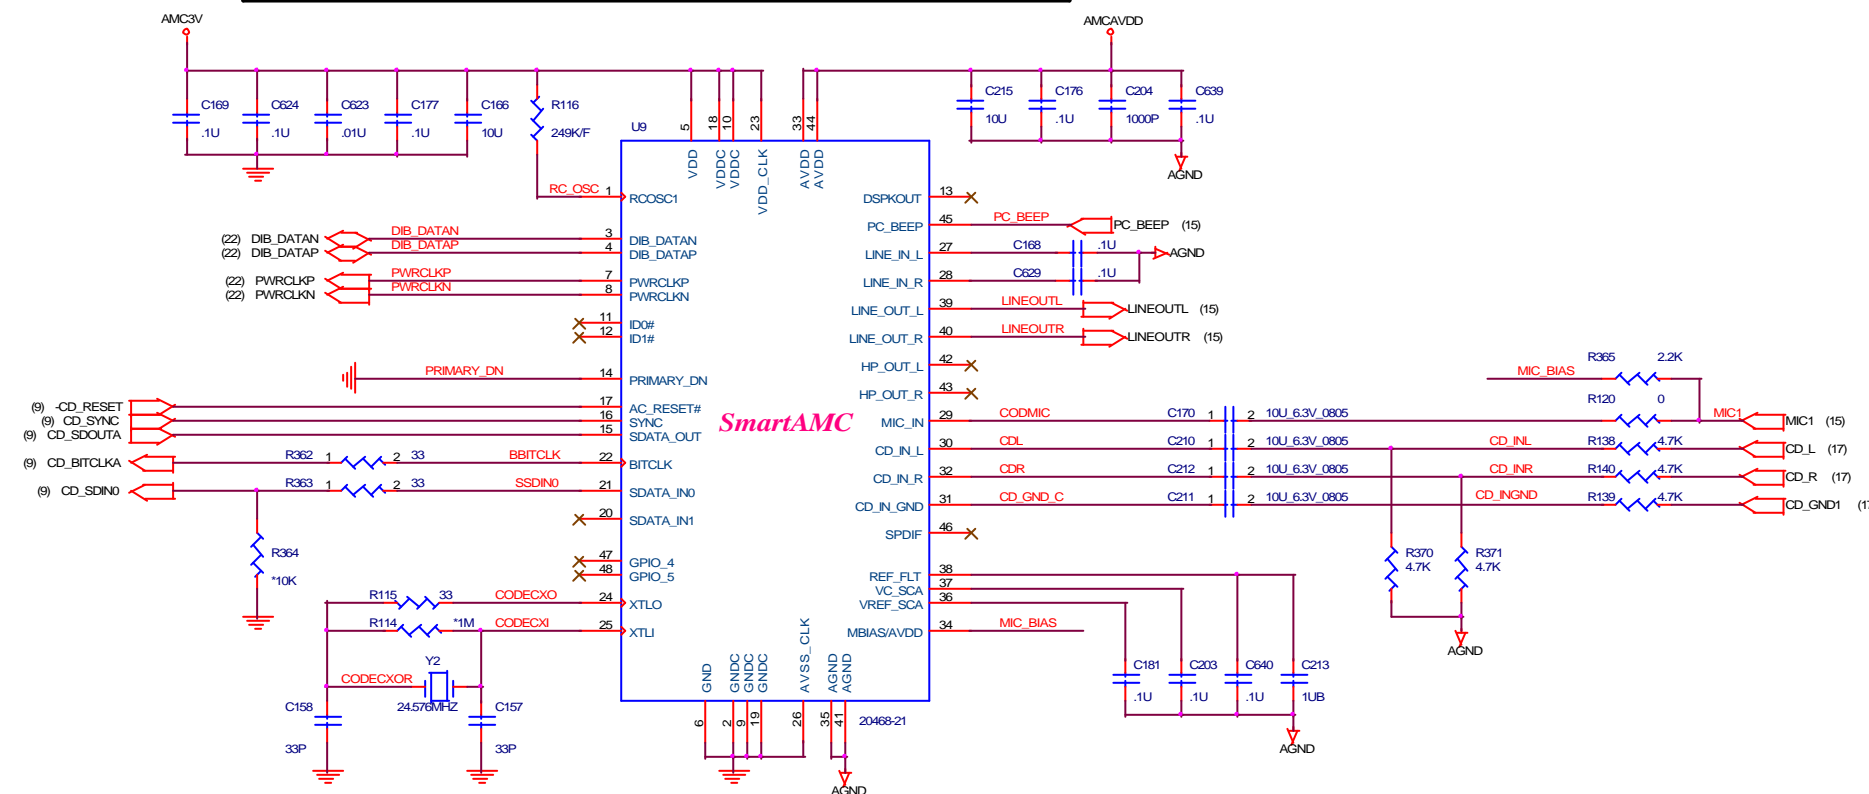 AMC3V
AMCAVDD
C169
.1U
C624
.1U
C623
.01U
C177
.1U
C166
10U
R116
249K/F
C215
10U
C176
.1U
C204
1000P
C639
.1U
AGND
U9
5
VDD
18
VDDC
10
VDDC
23
VDD_CLK
33
AVDD
44
AVDD
RC_OSC 1 RCOSC1
(22) DIB_DATAN DIB_DATAN 3 DIB_DATAN
(22) DIB_DATAP DIB_DATAP 4 DIB_DATAP
(22) PWRCLKP PWRCLKP 7 PWRCLKP
(22) PWRCLKN PWRCLKN 8 PWRCLKN
11 ID0#
12 ID1#
PRIMARY_DN 14 PRIMARY_DN
(9) -CD_RESET 17 AC_RESET#
(9) CD_SYNC 16 SYNC
(9) CD_SDOUTA 15 SDATA_OUT
(9) CD_BITCLKA R362 1 2 33 BBITCLK 22 BITCLK
(9) CD_SDIN0 R363 1 2 33 SSDIN0 21 SDATA_IN0
20 SDATA_IN1
R364
*10K
47 GPIO_4
48 GPIO_5
R115 33 CODECXO 24 XTLO
R114 *1M CODECXI 25 XTLI
Y2
CODECXOR
24.576MHZ
C158
33P
C157
33P
SmartAMC
DSPKOUT 13
PC_BEEP 45 PC_BEEP PC_BEEP (15)
LINE_IN_L 27 C168 .1U AGND
LINE_IN_R 28 C629 .1U
LINE_OUT_L 39 LINEOUTL LINEOUTL (15)
LINE_OUT_R 40 LINEOUTR LINEOUTR (15)
HP_OUT_L 42
HP_OUT_R 43
R365 2.2K
MIC_BIAS
R120 0
MIC_IN 29 CODMIC C170 1 2 10U_6.3V_0805 MIC1 MIC1 (15)
CD_IN_L 30 CDL C210 1 2 10U_6.3V_0805 CD_INL R138 4.7K CD_L (17)
CD_IN_R 32 CDR C212 1 2 10U_6.3V_0805 CD_INR R140 4.7K CD_R (17)
CD_IN_GND 31 CD_GND_C C211 1 2 10U_6.3V_0805 CD_INGND R139 4.7K CD_GND1
SPDIF 46
R370
4.7K
R371
4.7K
AGND
REF_FLT 38
VC_SCA 37
VREF_SCA 36
MBIAS/AVDD 34 MIC_BIAS
C181
.1U
C203
.1U
C640
.1U
C213
1UB
AGND
GND
6
GNDC
2
GNDC
9
GNDC
19
AVSS_CLK
26
AGND
35
AGND
41
20468-21
AGND